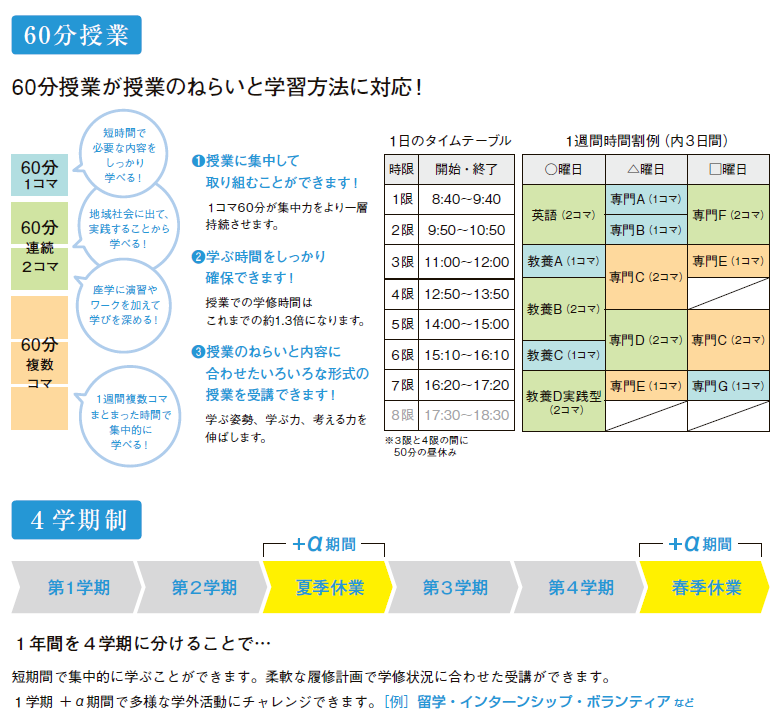 60分授業
60分授業が授業のねらいと学習方法に対応！
60分
1コマ
60分
連続
2コマ
60分
複数
コマ
短時間で
必要な内容を
しっかり
学べる！
地域社会に出て、
実践することから
学べる！
座学に演習や
ワークを加えて
学びを深める！
1週間複数コマ
まとまった時間で
集中的に
学べる！
❶授業に集中して
取り組むことができます！
1コマ60分が集中力をより一層
持続させます。
❷学ぶ時間をしっかり
確保できます！
授業での学修時間は
これまでの約1.3倍になります。
❸授業のねらいと内容に
合わせたいろいろな形式の
授業を受講できます！
学ぶ姿勢、学ぶ力、考える力を
伸ばします。
1日のタイムテーブル
時限 開始・終了
1限 8:40〜9:40
2限 9:50〜10:50
3限 11:00〜12:00
4限 12:50〜13:50
5限 14:00〜15:00
6限 15:10〜16:10
7限 16:20〜17:20
8限 17:30〜18:30
※3限と4限の間に
50分の昼休み
1週間時間割例（内3日間）
○曜日 △曜日 □曜日
英語（2コマ） 専門A（1コマ） 専門F（2コマ）
専門B（1コマ）
教養A（1コマ） 専門C（2コマ） 専門E（1コマ）
教養B（2コマ）
専門D（2コマ） 専門C（2コマ）
教養C（1コマ）
教養D実践型
（2コマ）
専門E（1コマ） 専門G（1コマ）
4学期制
＋α期間 ＋α期間
第1学期 第2学期 夏季休業 第3学期 第4学期 春季休業
1年間を4学期に分けることで…
短期間で集中的に学ぶことができます。柔軟な履修計画で学修状況に合わせた受講ができます。
1学期 ＋α期間で多様な学外活動にチャレンジできます。［例］留学・インターンシップ・ボランティア など